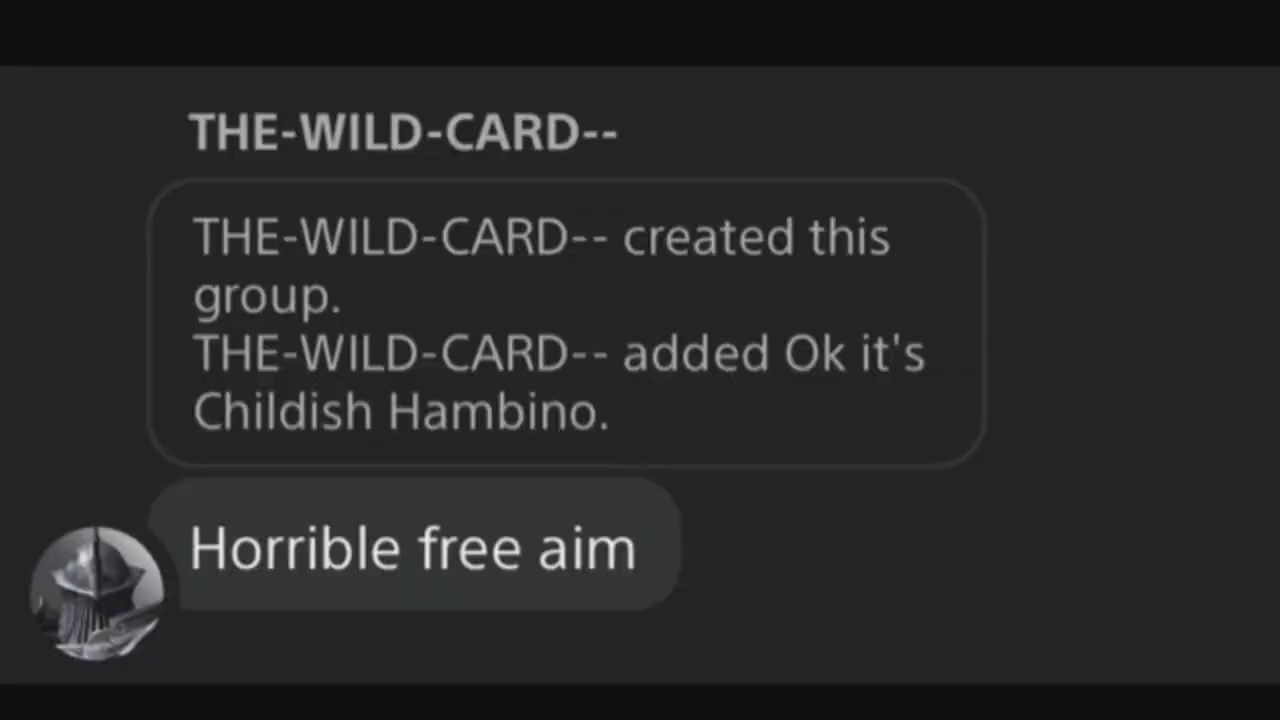 THE-WILD-CARD--
THE-WILD-CARD-- created this
group.
THE-WILD-CARD-- added Ok it's
Childish Hambino.
Horrible free aim